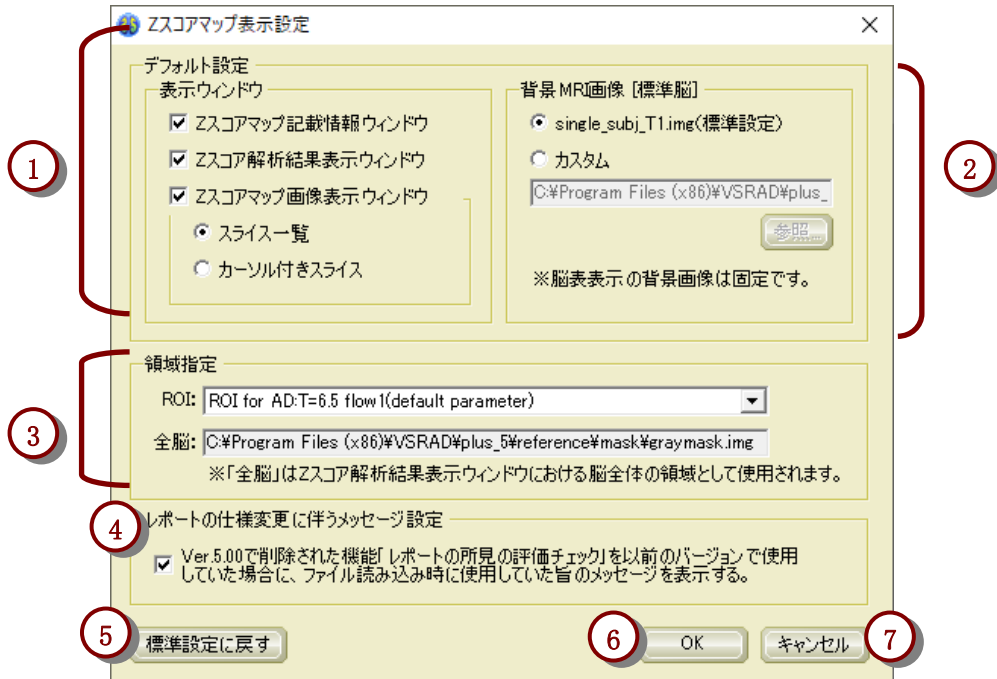 Zスコアマップ表示設定
デフォルト設定
表示ウィンドウ
Zスコアマップ記載情報ウィンドウ
Zスコア解析結果表示ウィンドウ
Zスコアマップ画像表示ウィンドウ
スライス一覧
カーソル付きスライス
背景MRI画像 [標準脳]
single_subj_T1.img(標準設定)
カスタム
C:¥Program Files (x86)¥VSRAD¥plus_
参照...
※脳表表示の背景画像は固定です。
1
2
領域指定
ROI: ROI for AD:T=6.5 flow1(default parameter)
全脳: C:¥Program Files (x86)¥VSRAD¥plus_5¥reference¥mask¥graymask.img
※「全脳」はZスコア解析結果表示ウィンドウにおける脳全体の領域として使用されます。
3
4
レポートの仕様変更に伴うメッセージ設定
Ver.5.00で削除された機能「レポートの所見の評価チェック」を以前のバージョンで使用
していた場合に、ファイル読み込み時に使用していた旨のメッセージを表示する。
5
標準設定に戻す
6
OK
キャンセル
7